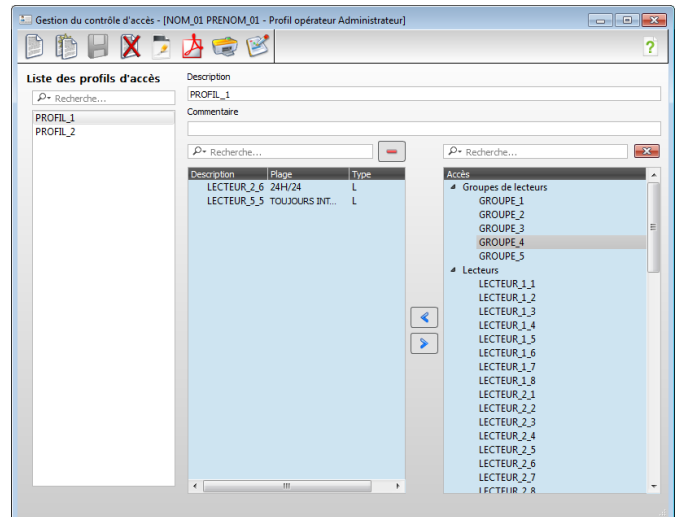 Gestion du contrôle d'accès - [NOM_01 PRENOM_01 - Profil opérateur Administrateur]
Liste des profils d'accès
Recherche...
PROFIL_1
PROFIL_2
Description
PROFIL_1
Commentaire
Recherche...
Description Plage Type
LECTEUR_2_6 24H/24 L
LECTEUR_5_5 TOUJOURS INT... L
Recherche...
Accès
Groupes de lecteurs
GROUPE_1
GROUPE_2
GROUPE_3
GROUPE_4
GROUPE_5
Lecteurs
LECTEUR_1_1
LECTEUR_1_2
LECTEUR_1_3
LECTEUR_1_4
LECTEUR_1_5
LECTEUR_1_6
LECTEUR_1_7
LECTEUR_1_8
LECTEUR_2_1
LECTEUR_2_2
LECTEUR_2_3
LECTEUR_2_4
LECTEUR_2_5
LECTEUR_2_6
LECTEUR_2_7
LECTEUR_2_8